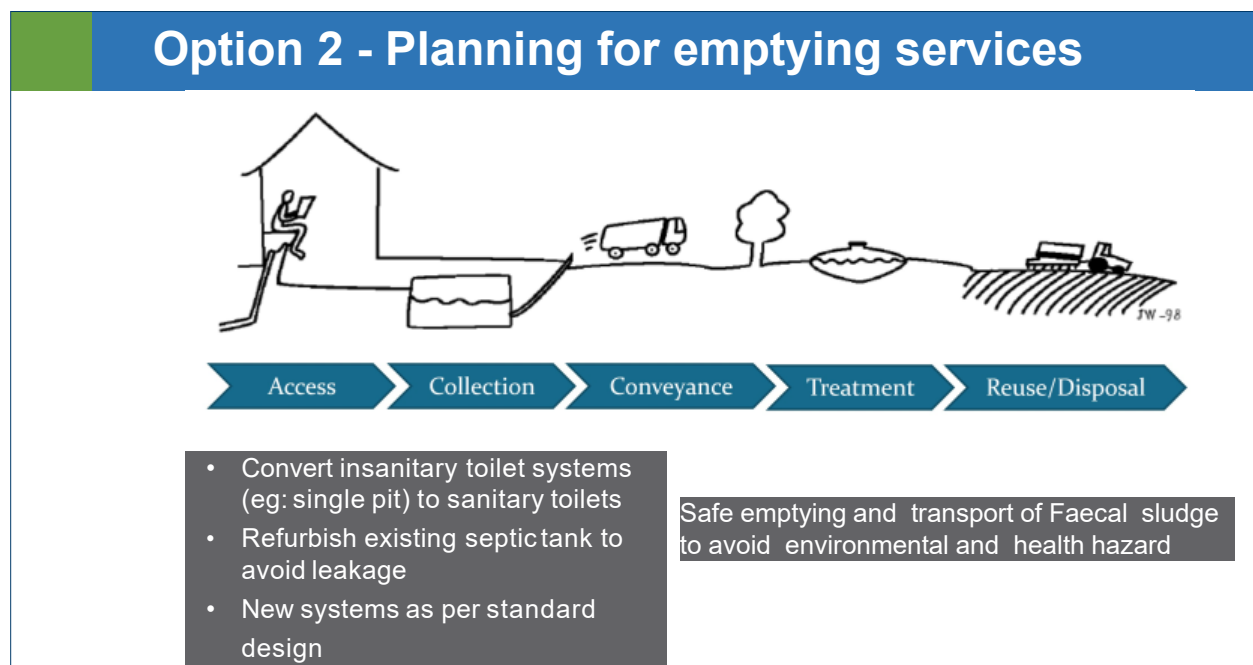 Option 2 - Planning for emptying services
JW-98
Access
Collection
Conveyance
Treatment
Reuse/Disposal
• Convert insanitary toilet systems
(eg: single pit) to sanitary toilets
• Refurbish existing septic tank to
avoid leakage
• New systems as per standard
design
Safe emptying and transport of Faecal sludge
to avoid environmental and health hazard